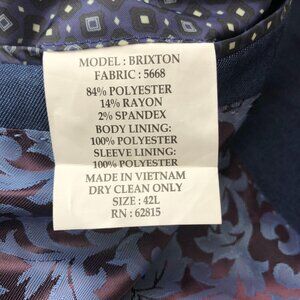 MODEL : BRIXTON
FABRIC : 5668
84% POLYESTER
14% RAYON
2% SPANDEX
BODY LINING:
100% POLYESTER
SLEEVE LINING:
100% POLYESTER
MADE IN VIETNAM
DRY CLEAN ONLY
SIZE : 42L
RN : 62815